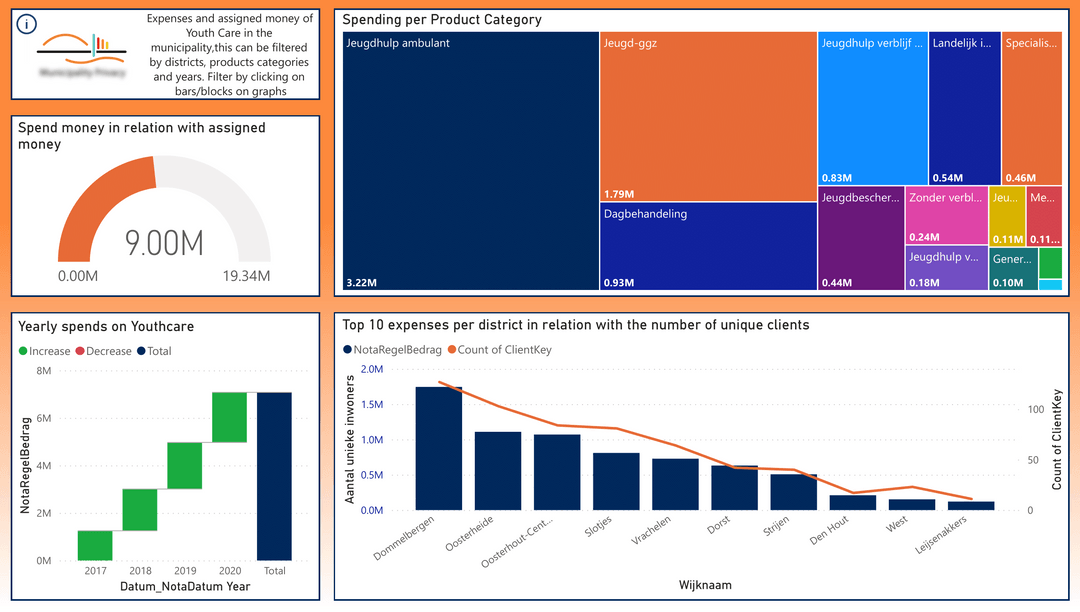 Expenses and assigned money of
Youth Care in the
municipality,this can be filtered
by districts, products categories
and years. Filter by clicking on
bars/blocks on graphs
Spend money in relation with assigned
money
9.00M
0.00M
19.34M
Spending per Product Category
Jeugdhulp ambulant
3.22M
Jeugd-ggz
1.79M
Dagbehandeling
0.93M
Jeugdhulp verblijf ...
0.83M
Landelijk i...
0.54M
Specialis...
0.46M
Jeugdbescher...
0.44M
Zonder verbl...
0.24M
Jeugdhulp v...
0.18M
Jeu...
0.11M
Me...
0.11...
Gener...
0.10M
Yearly spends on Youthcare
Increase Decrease Total
NotaRegelBedrag
8M
6M
4M
2M
0M
2017 2018 2019 2020 Total
Datum_NotaDatum Year
Top 10 expenses per district in relation with the number of unique clients
NotaRegelBedrag Count of ClientKey
Aantal unieke inwoners
2.0M
1.5M
1.0M
0.5M
0.0M
100
50
0
Count of ClientKey
Dommelbergen
Oosterheide
Oosterhout-Cent...
Slotjes
Vrachelen
Dorst
Strijen
Den Hout
West
Leijsenakkers
Wijknaam